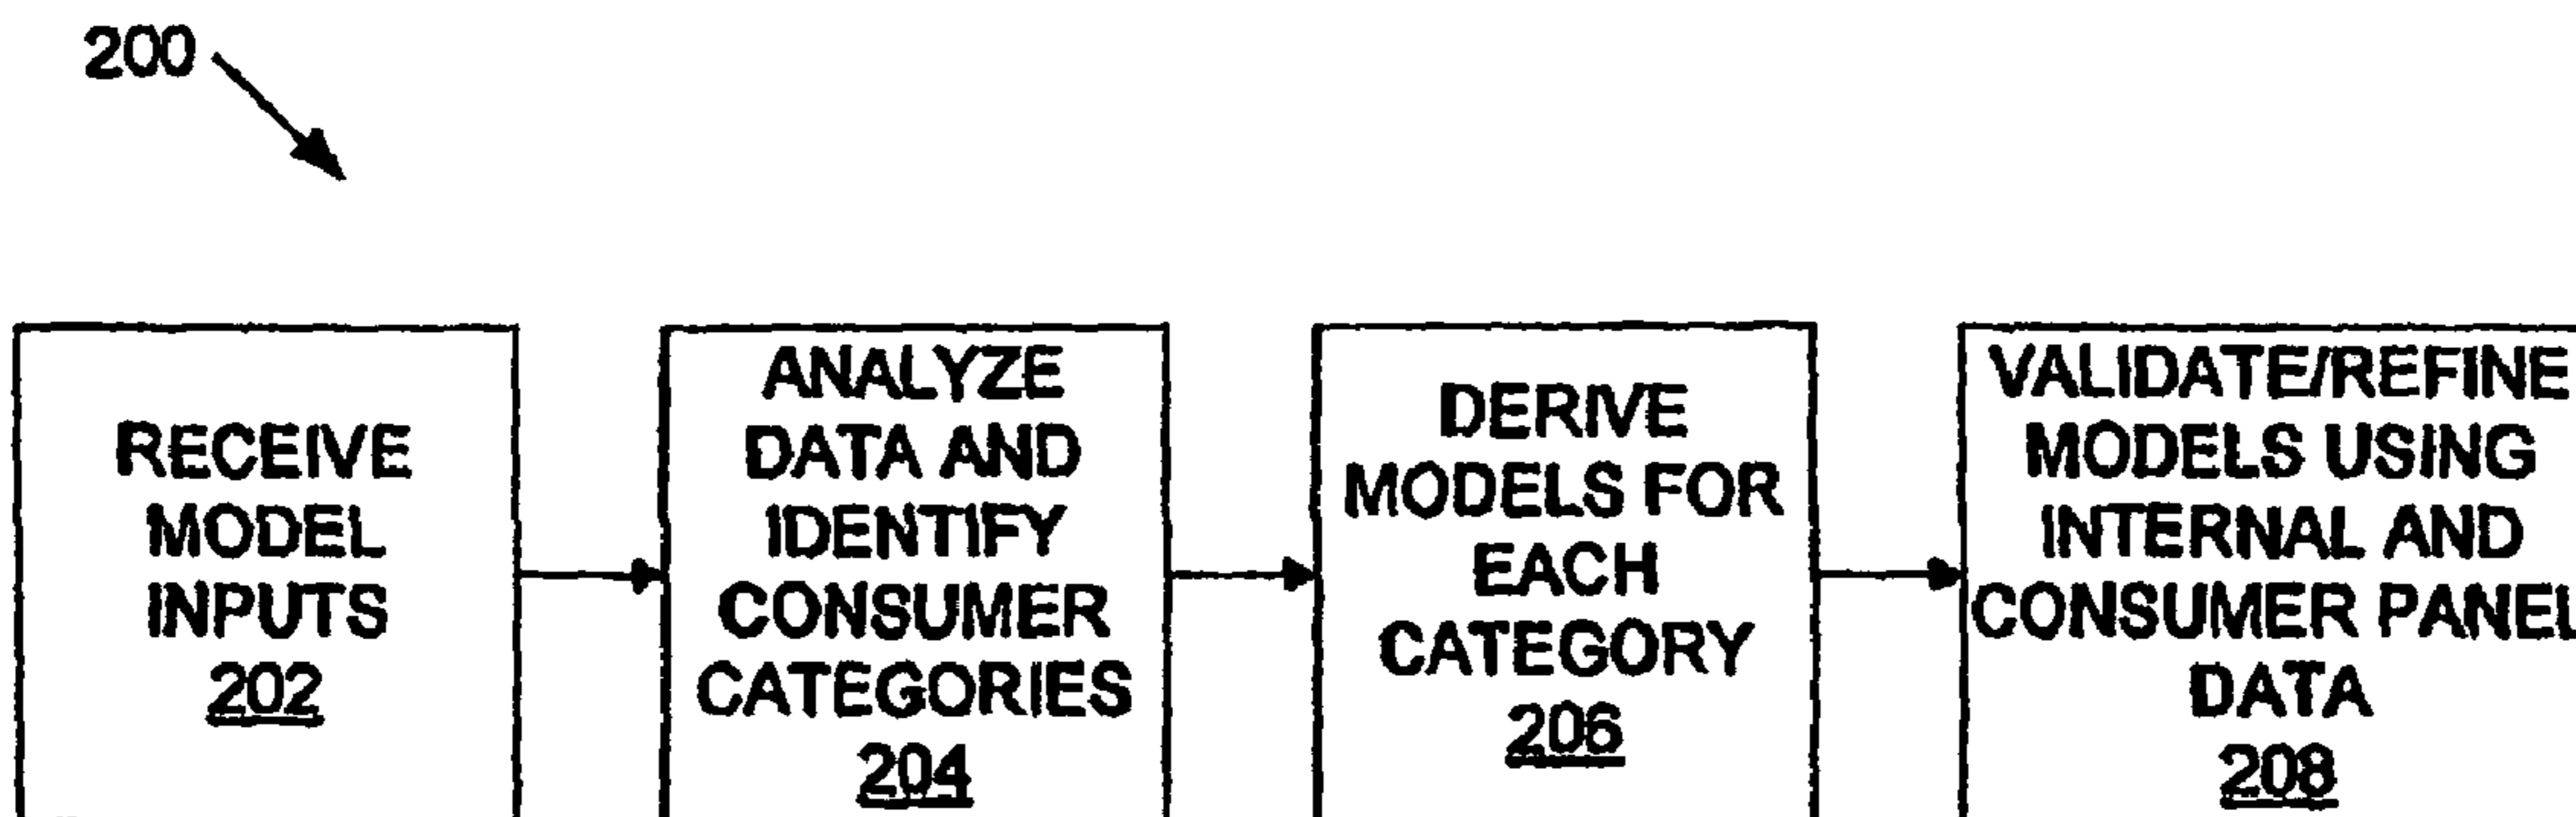 200
RECEIVE
MODEL
INPUTS
202
ANALYZE
DATA AND
IDENTIFY
CONSUMER
CATEGORIES
204
DERIVE
MODELS FOR
EACH
CATEGORY
206
VALIDATE/REFINE
MODELS USING
INTERNAL AND
CONSUMER PANEL
DATA
208